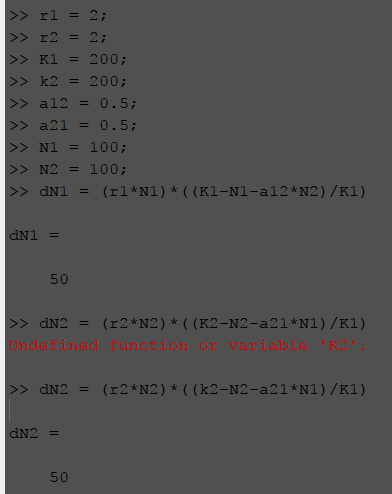 >> r1 = 2;
>> r2 = 2;
>> K1 = 200;
>> k2 = 200;
>> a12 = 0.5;
>> a21 = 0.5;
>> N1 = 100;
>> N2 = 100;
>> dN1 = (r1*N1)*((K1-N1-a12*N2)/K1)
dN1 =
50
>> dN2 = (r2*N2)*((K2-N2-a21*N1)/K1)
Undefined function or variable 'K2'.
>> dN2 = (r2*N2)*((k2-N2-a21*N1)/K1)
dN2 =
50